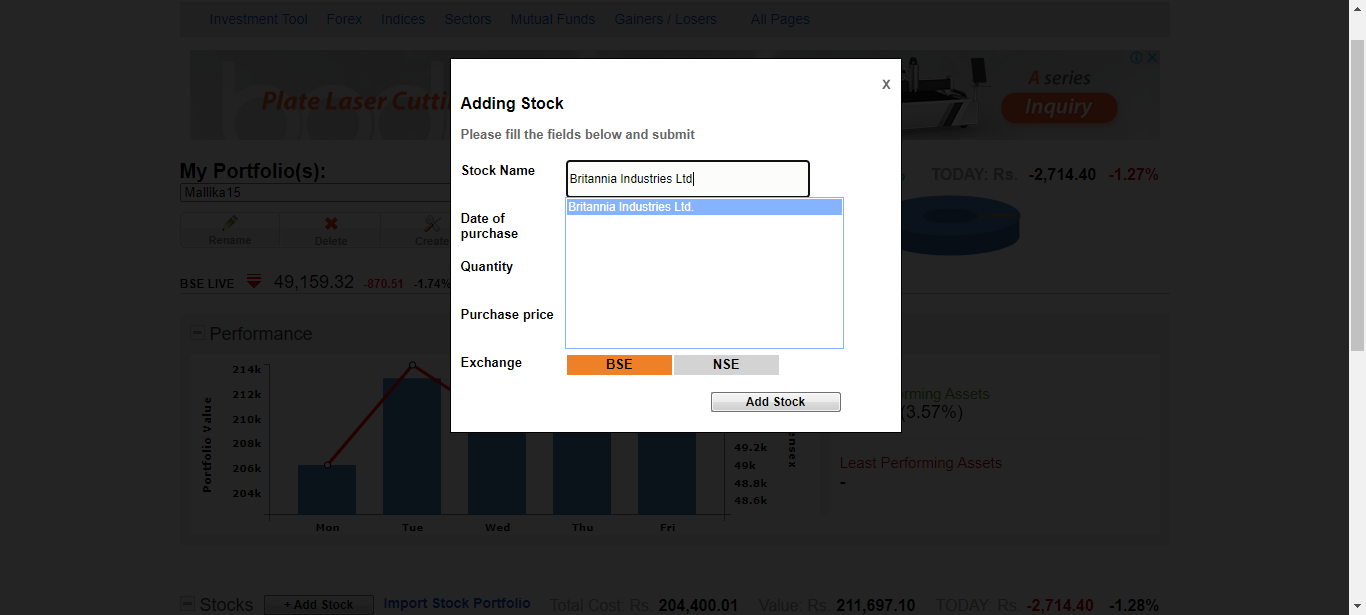 Investment Tool Forex Indices Sectors Mutual Funds Gainers / Losers All Pages
Plate Laser Cutti
A series
Inquiry
X
Adding Stock
Please fill the fields below and submit
My Portfolio(s):
Mallika15
Stock Name
Britannia Industries Ltd
Britannia Industries Ltd.
TODAY: Rs. -2,714.40 -1.27%
Rename Delete Create
Date of
purchase
Quantity
BSE LIVE 49,159.32 -870.51 -1.74%
Purchase price
Performance
Exchange
BSE NSE
Add Stock
Portfolio Value
214k
212k
210k
208k
206k
204k
Mon Tue Wed Thu Fri
49.2k
49k
48.8k
48.6k
ensex
rming Assets
(3.57%)
Least Performing Assets
-
Stocks + Add Stock Import Stock Portfolio Total Cost: Rs. 204,400.01 Value: Rs. 211,697.10 TODAY: Rs. -2,714.40 -1.28%